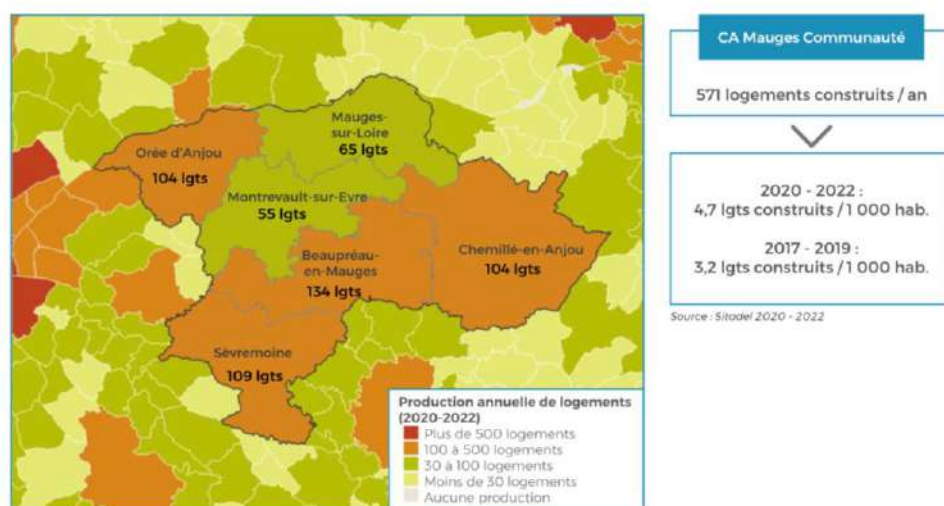 Mauges-
sur-Loire
65 lgts
Orée d'Anjou
104 lgts
Montrevault-sur-Evre
55 lgts
Beaupréau-
en-Mauges
134 lgts
Chemillé-en-Anjou
104 lgts
Sèvremoine
109 lgts
Production annuelle de logements
(2020-2022)
Plus de 500 logements
100 à 500 logements
30 à 100 logements
Moins de 30 logements
Aucune production
CA Mauges Communauté
571 logements construits / an
2020 - 2022 :
4,7 lgts construits / 1 000 hab.
2017 - 2019 :
3,2 lgts construits / 1 000 hab.
Source : Sitadel 2020 - 2022